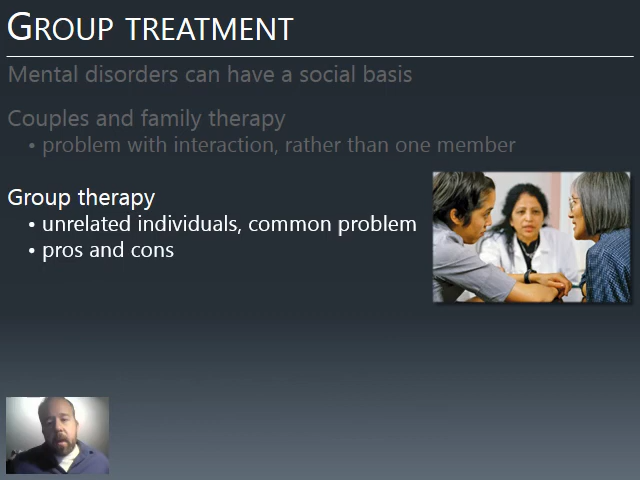 GROUP TREATMENT
Mental disorders can have a social basis
Couples and family therapy
• problem with interaction, rather than one member
Group therapy
• unrelated individuals, common problem
• pros and cons